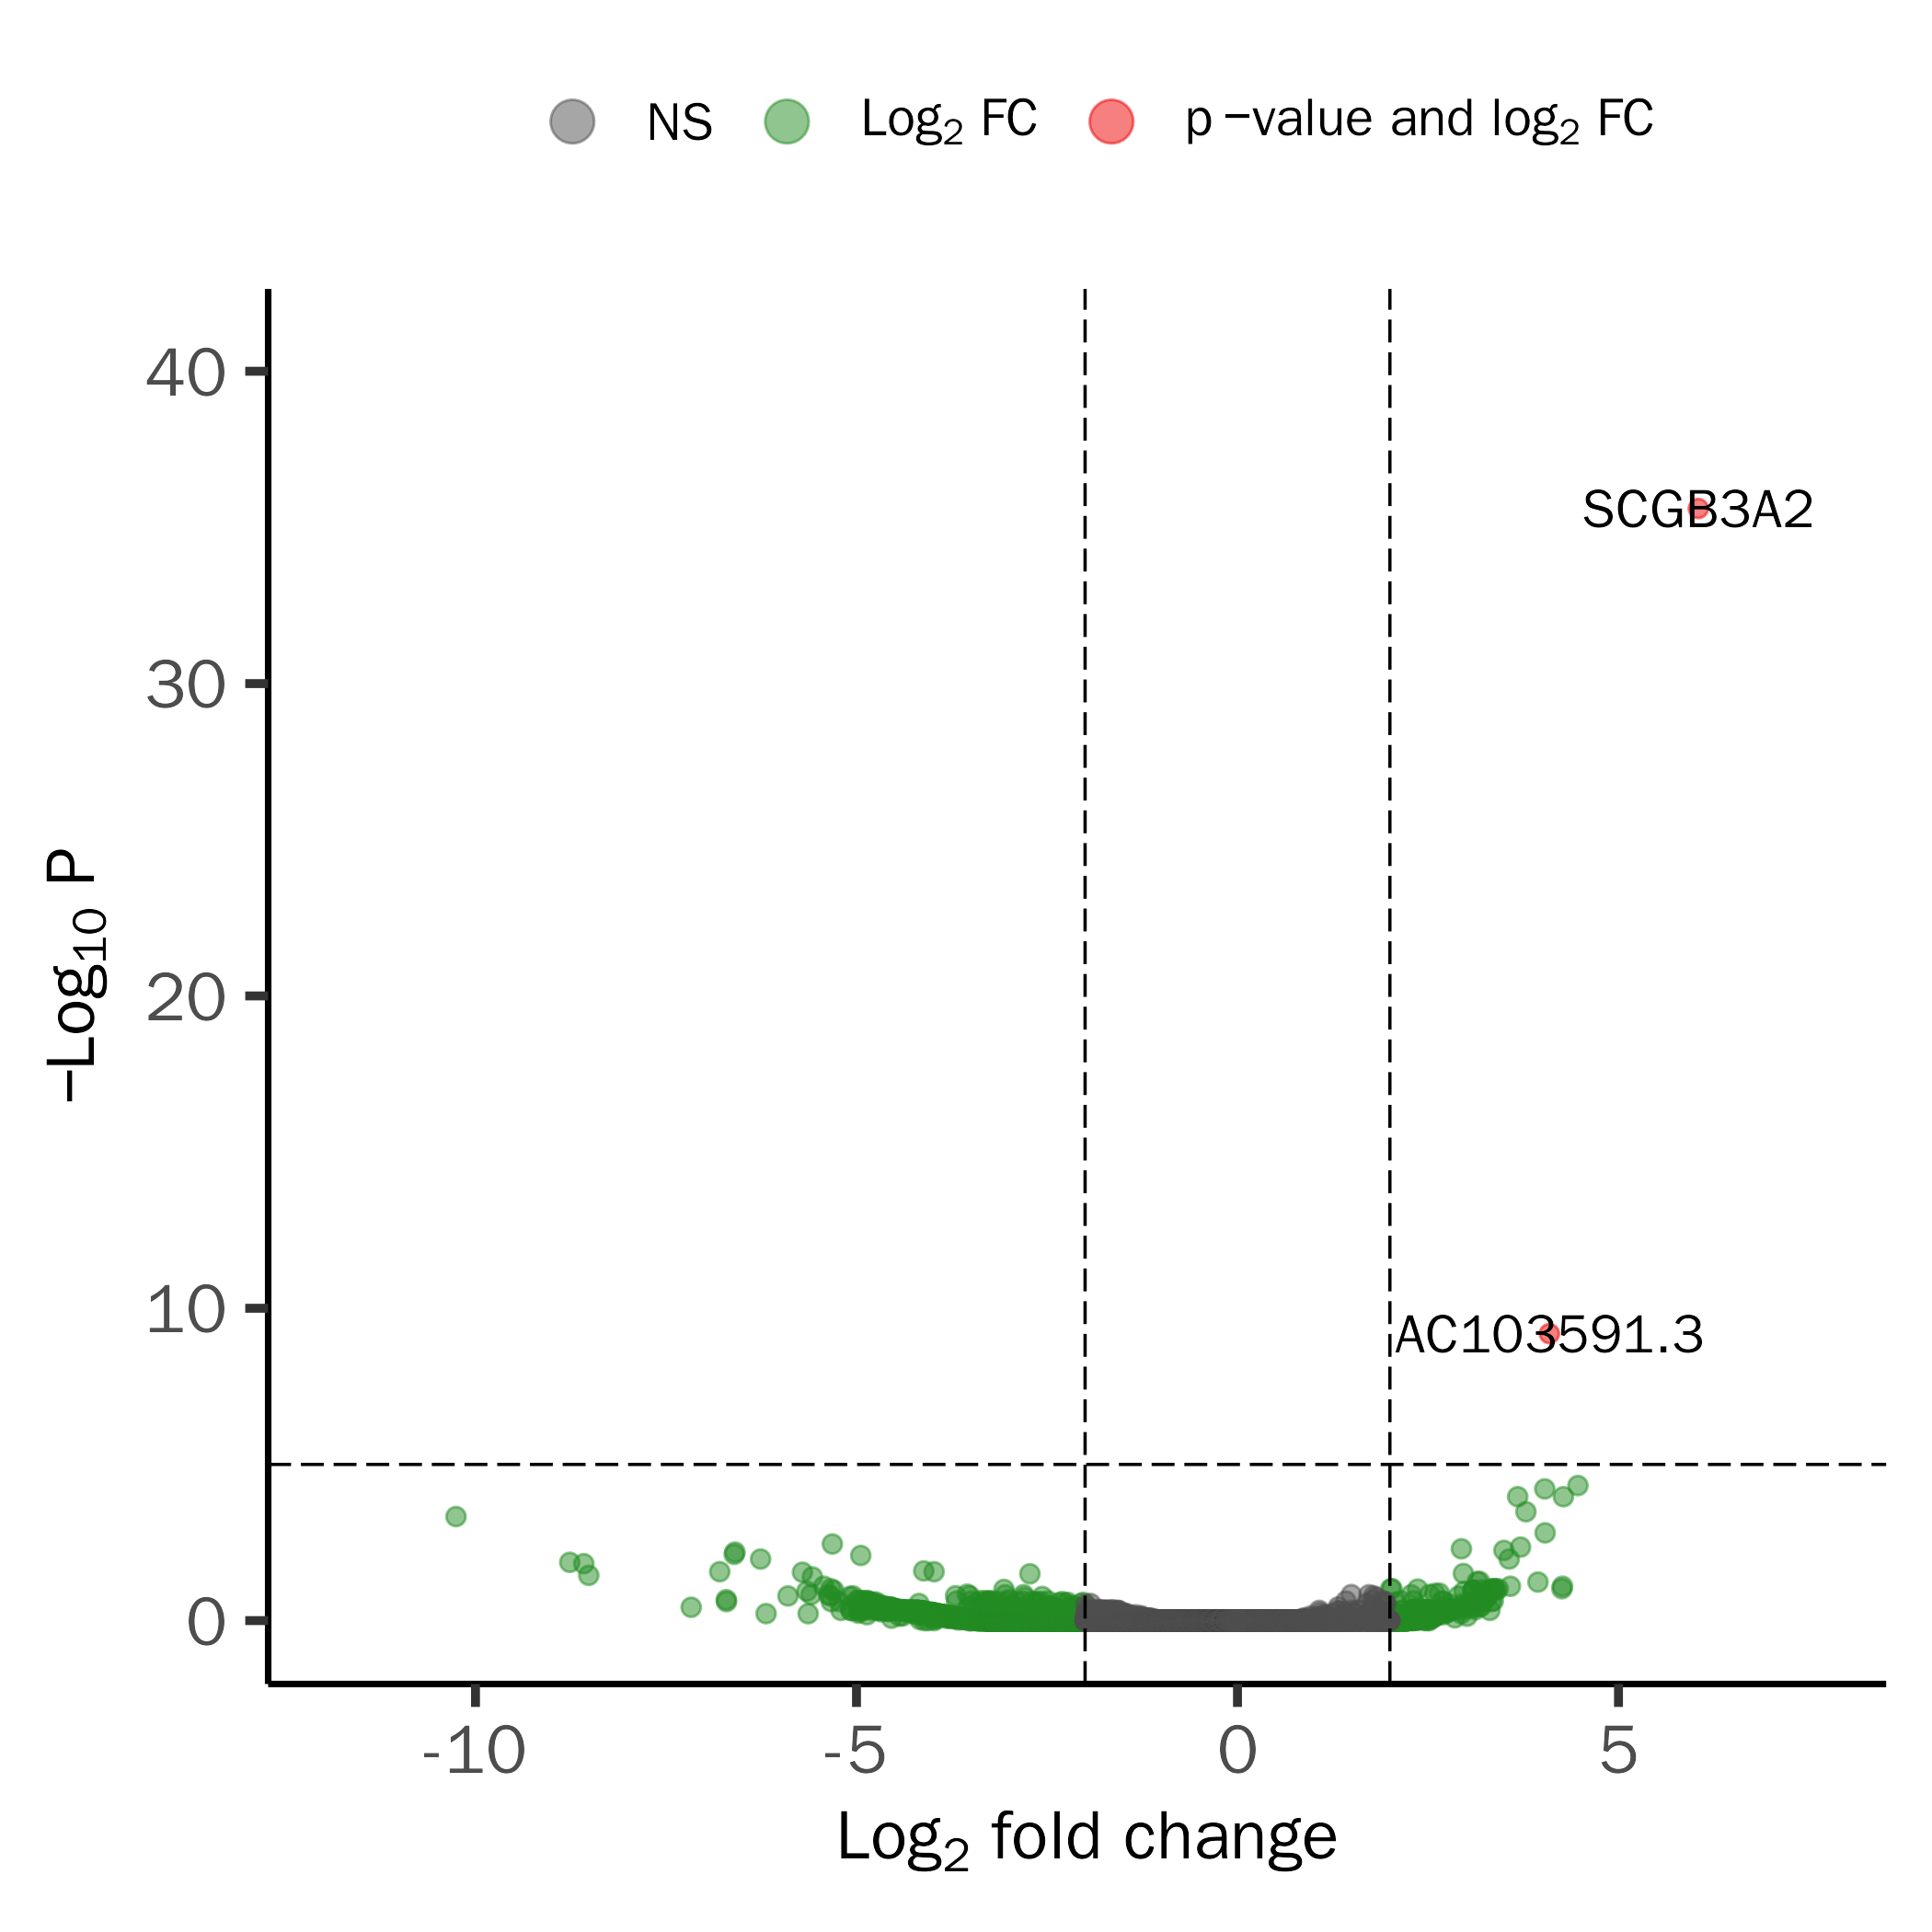 NS Log₂ FC p −value and log₂ FC
40
30
20
10
0
−Log₁₀ P
SCGB3A2
AC103591.3
-10 -5 0 5
Log₂ fold change